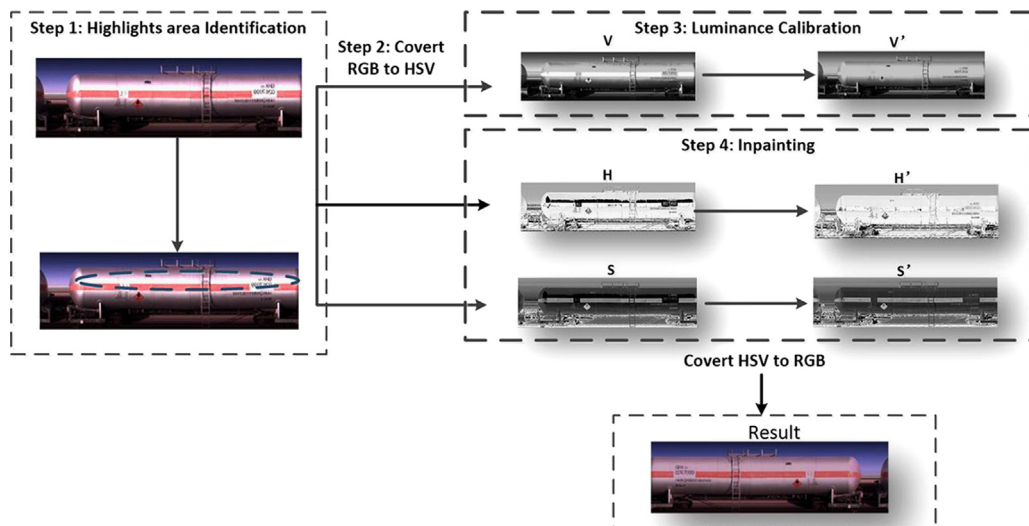 Step 1: Highlights area Identification
Step 2: Covert
RGB to HSV
Step 3: Luminance Calibration
V
V’
Step 4: Inpainting
H
H’
S
S’
Covert HSV to RGB
Result